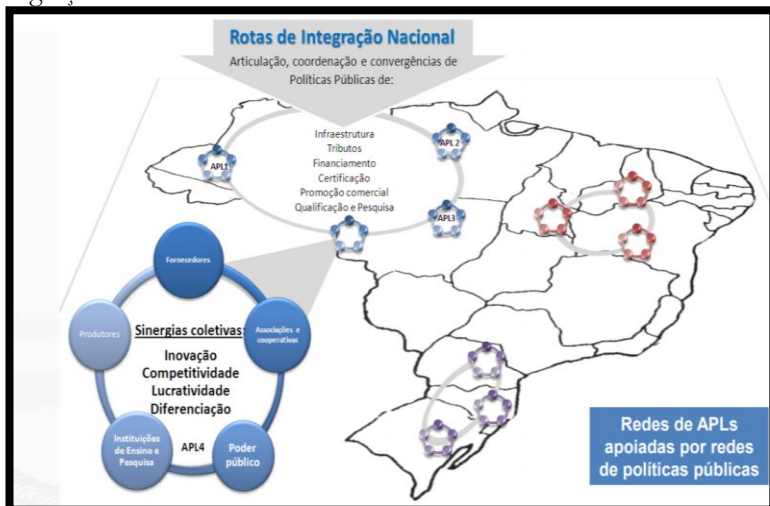 Rotas de Integração Nacional
Articulação, coordenação e convergências de
Políticas Públicas de:
Infraestrutura
Tributos
Financiamento
Certificação
Promoção comercial
Qualificação e Pesquisa
APL1
APL 2
APL3
Fornecedores
Produtores
Sinergias coletivas:
Associações e
cooperativas
Inovação
Competitividade
Lucratividade
Diferenciação
Instituições
de Ensino e
Pesquisa
APL4
Poder
público
Redes de APLs
apoiadas por redes
de políticas públicas